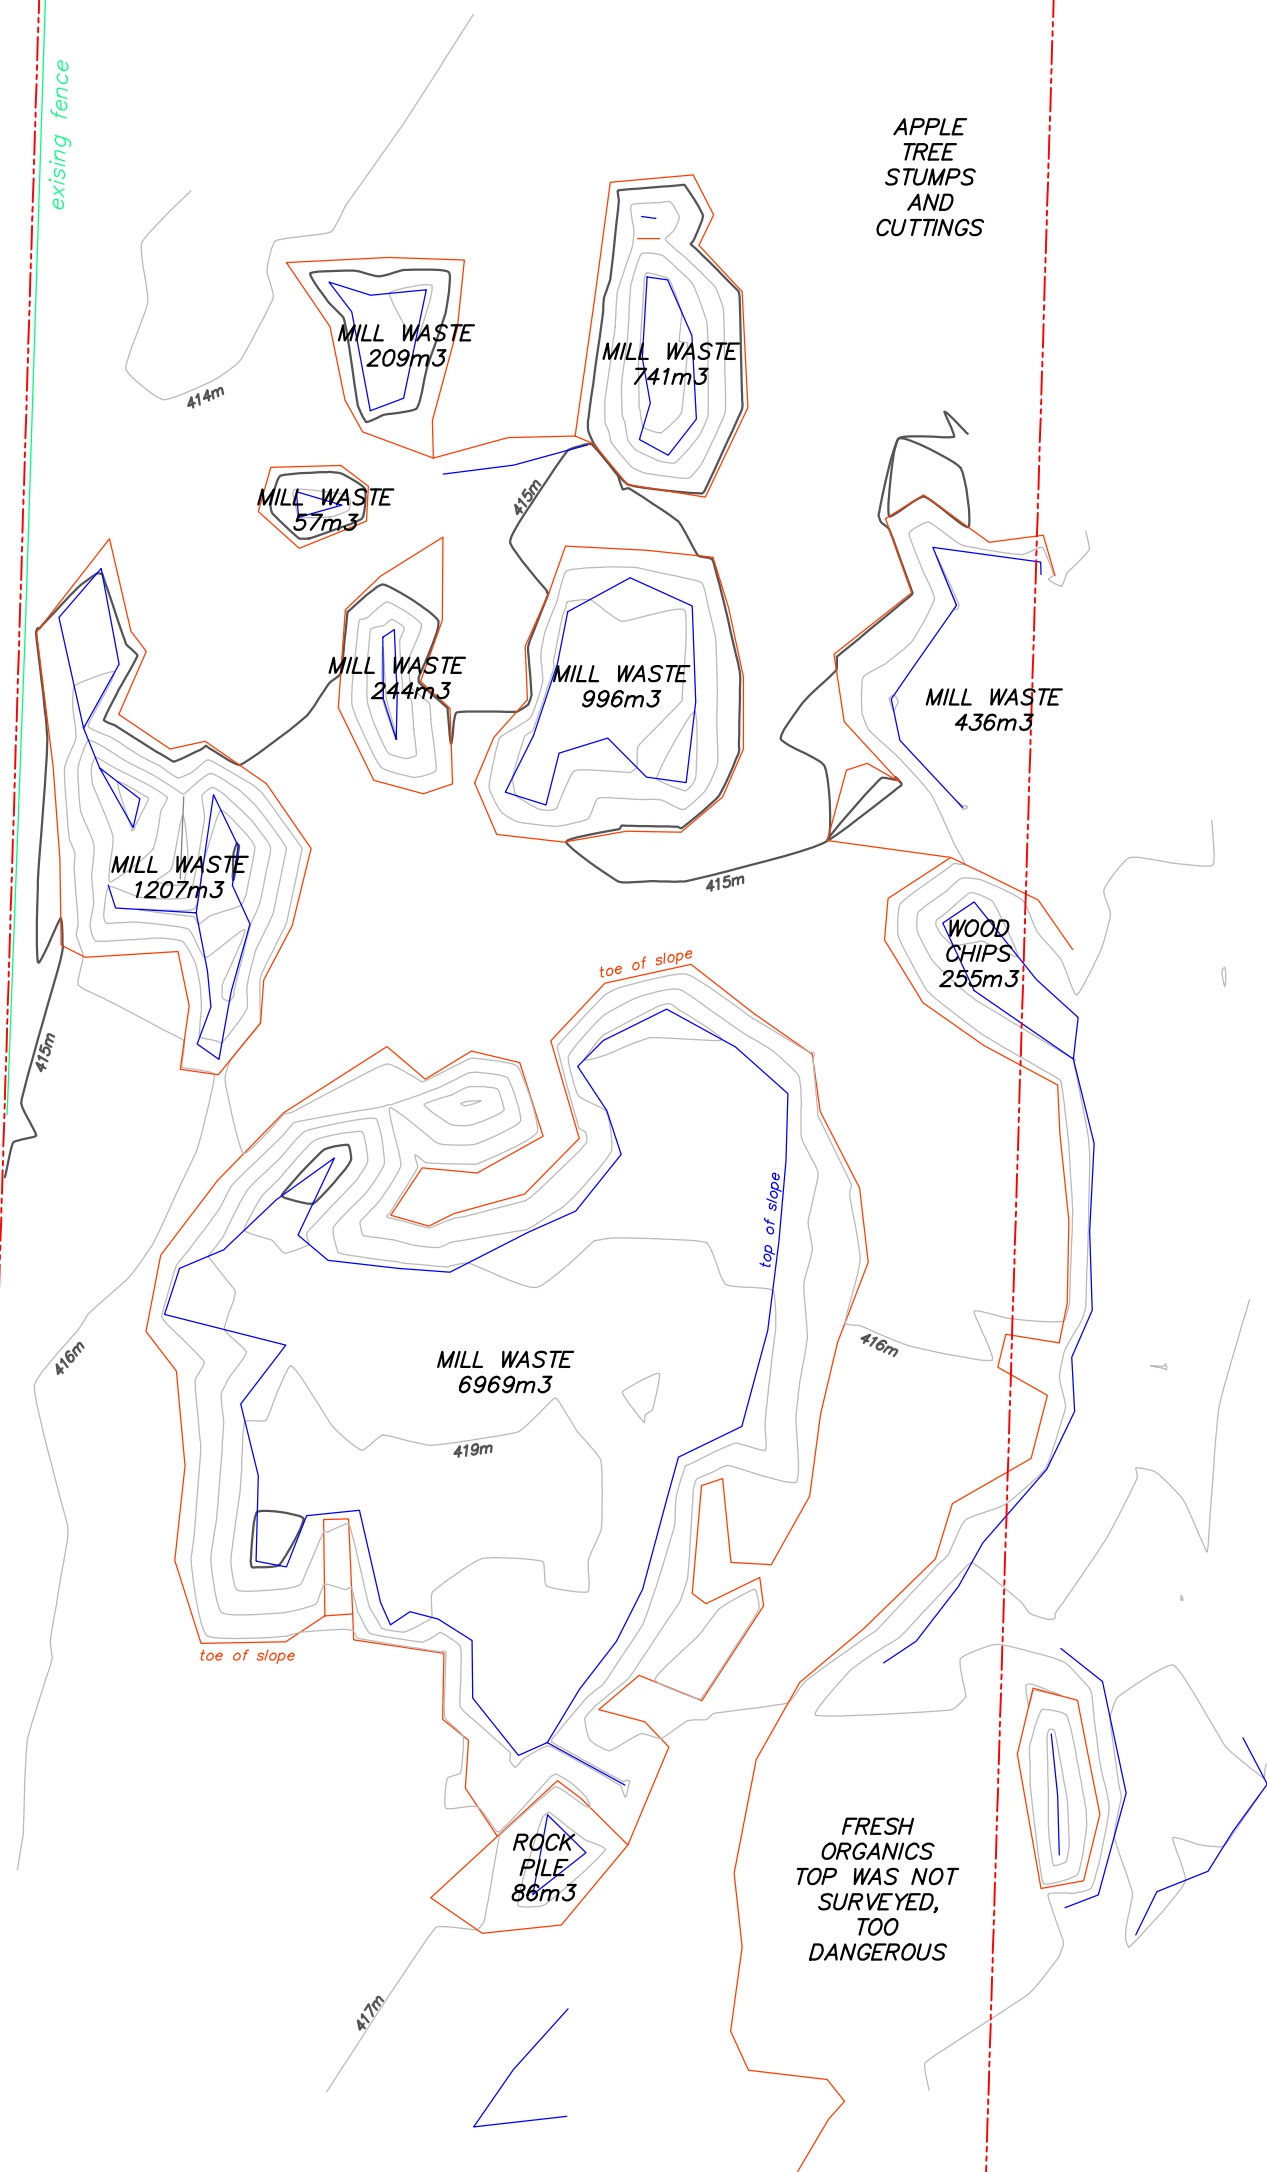 exising fence
APPLE
TREE
STUMPS
AND
CUTTINGS
MILL WASTE
209m3
MILL WASTE
741m3
414m
MILL WASTE
57m3
415m
MILL WASTE
244m3
MILL WASTE
996m3
MILL WASTE
436m3
MILL WASTE
1207m3
415m
WOOD
CHIPS
255m3
toe of slope
415m
top of slope
416m
416m
MILL WASTE
6969m3
419m
toe of slope
FRESH
ORGANICS
TOP WAS NOT
SURVEYED,
TOO
DANGEROUS
ROCK
PILE
86m3
417m